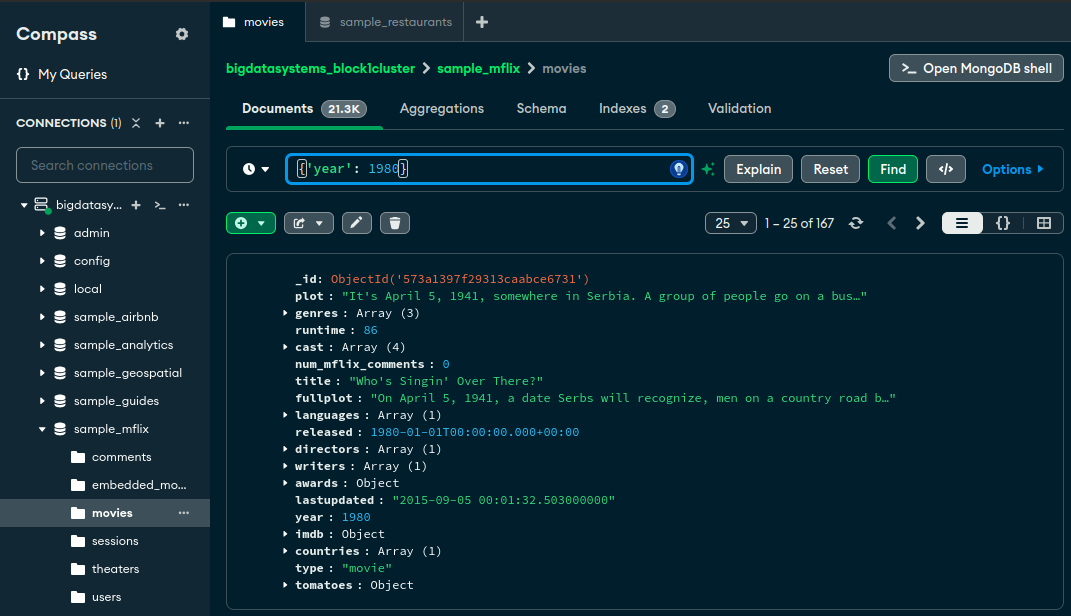 Compass
{} My Queries
CONNECTIONS (1)
Search connections
bigdatasy...
admin
config
local
sample_airbnb
sample_analytics
sample_geospatial
sample_guides
sample_mflix
comments
embedded_mo...
movies
sessions
theaters
users
movies
sample_restaurants
bigdatasystems_block1cluster > sample_mflix > movies
>_ Open MongoDB shell
Documents 21.3K Aggregations Schema Indexes 2 Validation
{'year': 1980}
Explain Reset Find </> Options
25 1 – 25 of 167 {}
_id: ObjectId('573a1397f29313caabce6731')
plot : "It's April 5, 1941, somewhere in Serbia. A group of people go on a bus…"
genres : Array (3)
runtime : 86
cast : Array (4)
num_mflix_comments : 0
title : "Who's Singin' Over There?"
fullplot : "On April 5, 1941, a date Serbs will recognize, men on a country road b…"
languages : Array (1)
released : 1980-01-01T00:00:00.000+00:00
directors : Array (1)
writers : Array (1)
awards : Object
lastupdated : "2015-09-05 00:01:32.503000000"
year : 1980
imdb : Object
countries : Array (1)
type : "movie"
tomatoes : Object